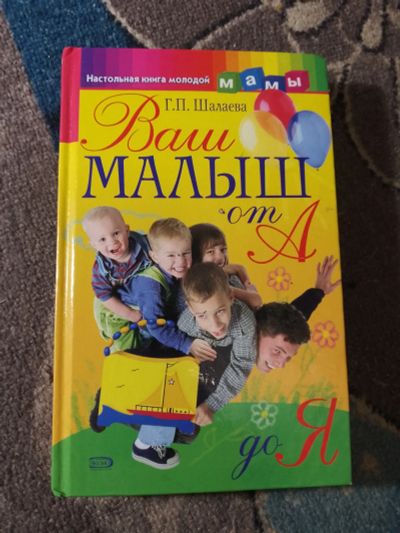 Настольная книга молодой мамы
Г.П. Шалаева
Ваш
МАЛЫШ
от А
до Я